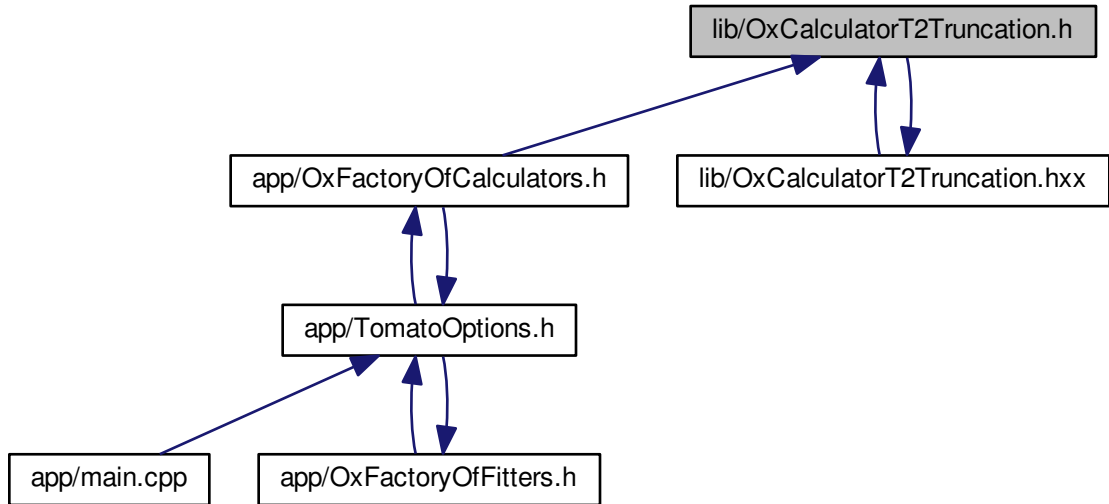 lib/OxCalculatorT2Truncation.h
app/OxFactoryOfCalculators.h
lib/OxCalculatorT2Truncation.hxx
app/TomatoOptions.h
app/main.cpp
app/OxFactoryOfFitters.h